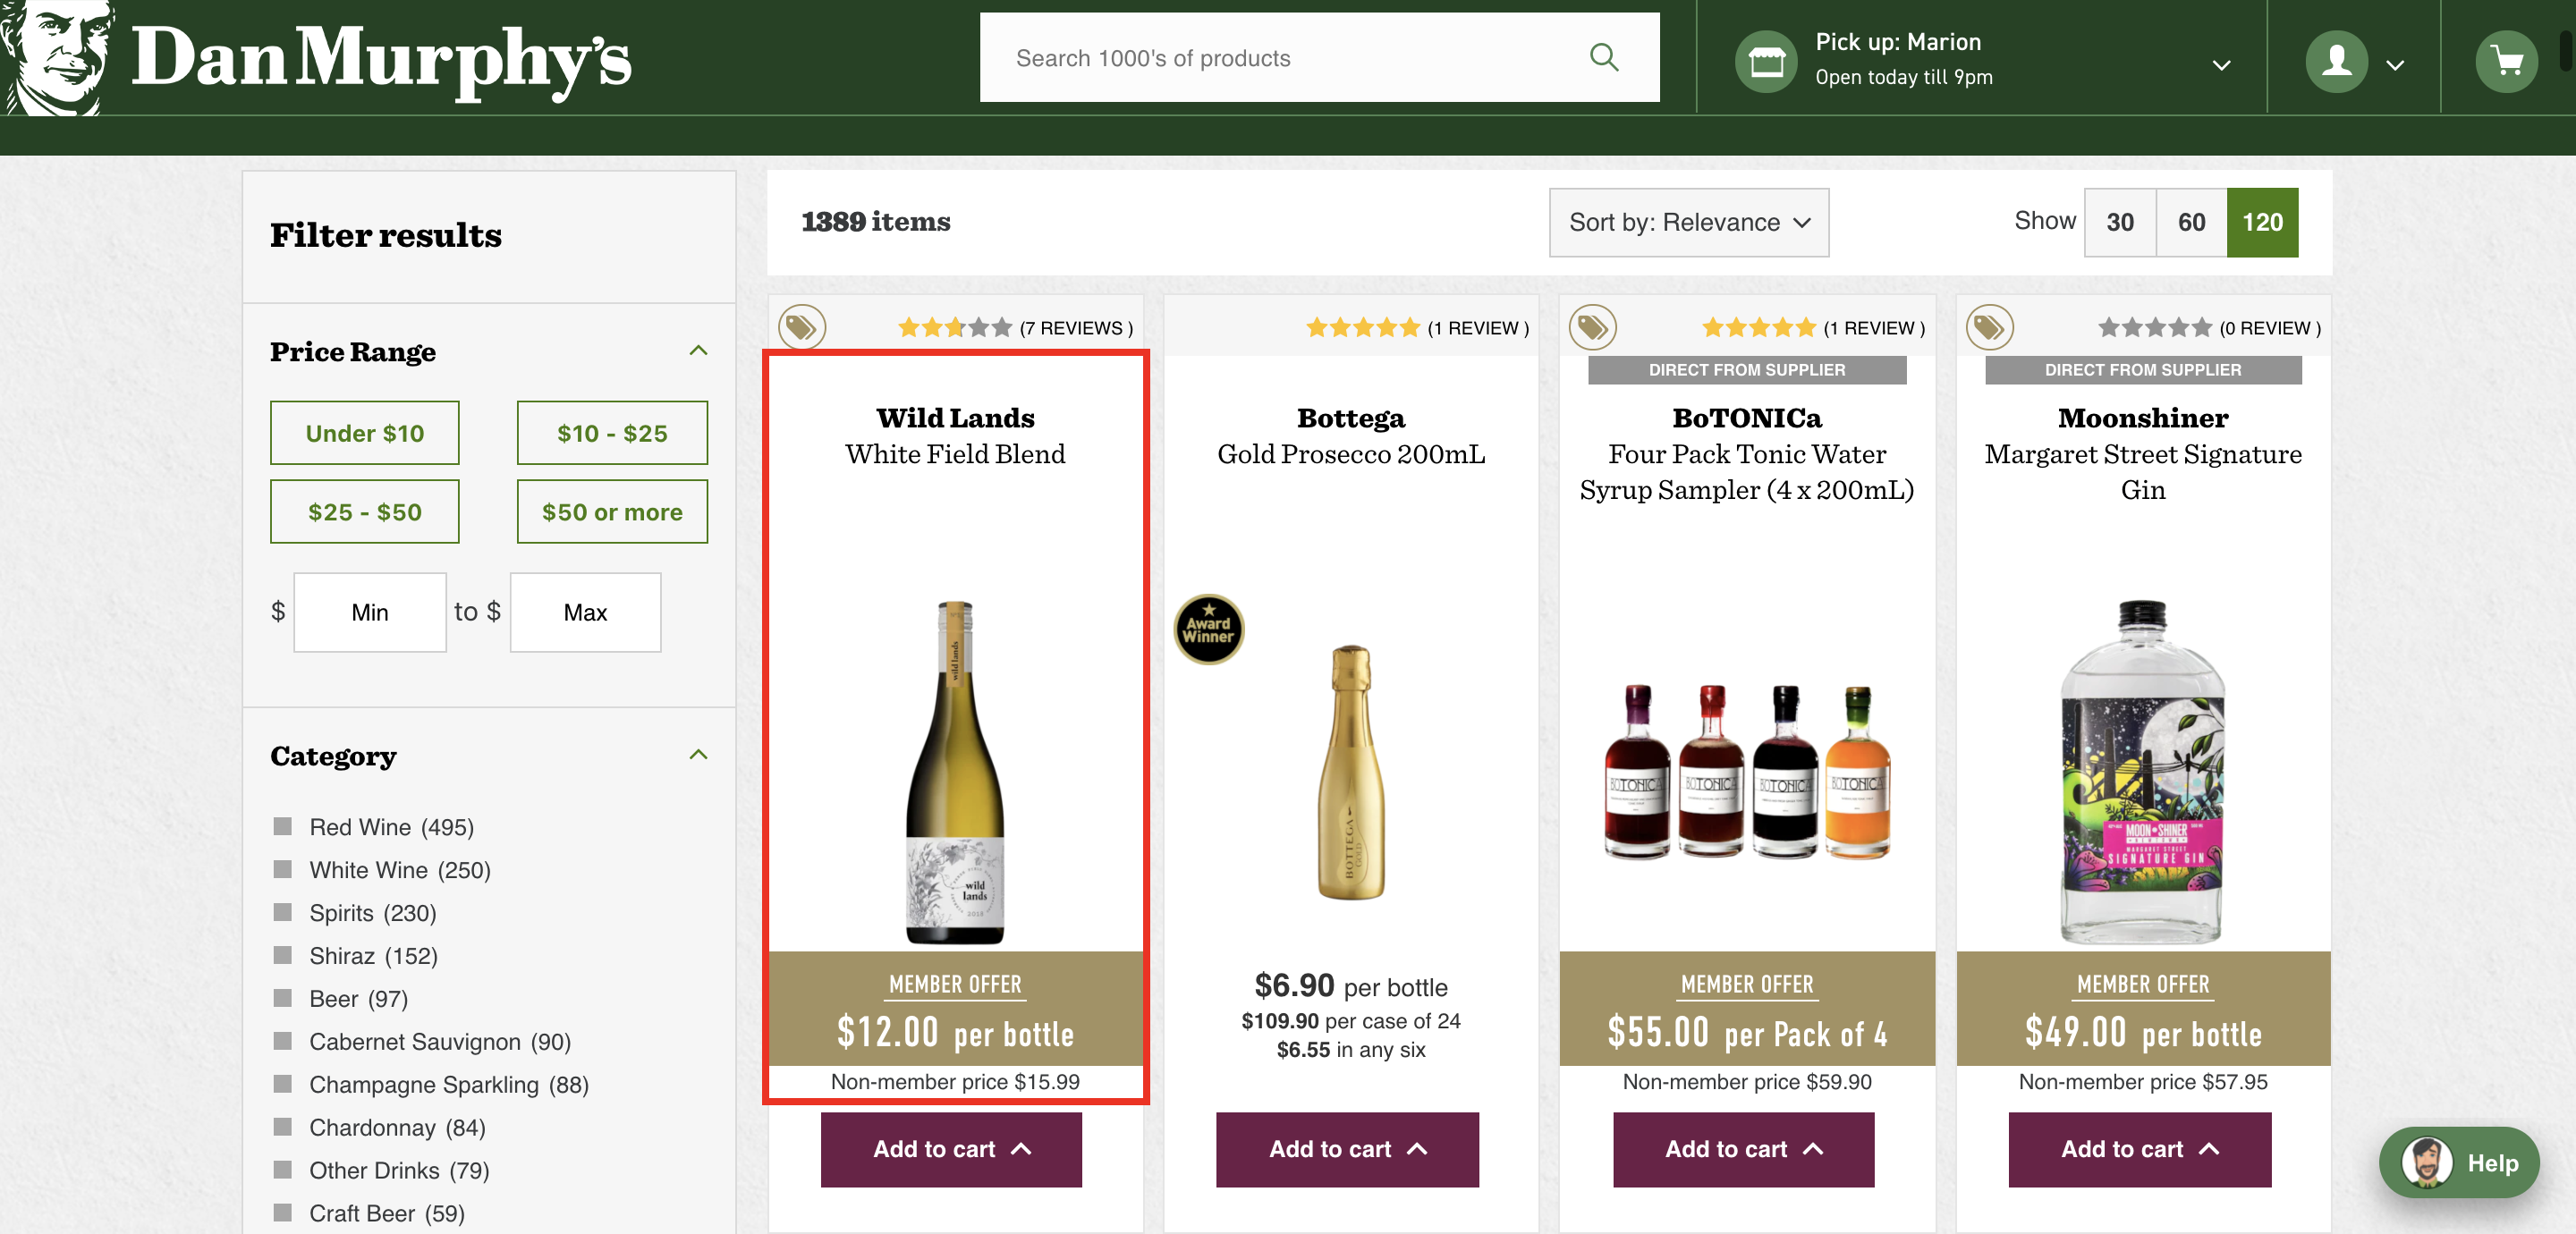 Dan Murphy's
Search 1000's of products
Pick up: Marion
Open today till 9pm
Filter results
Price Range
Under $10
$10 - $25
$25 - $50
$50 or more
$ Min to $ Max
Category
Red Wine (495)
White Wine (250)
Spirits (230)
Shiraz (152)
Beer (97)
Cabernet Sauvignon (90)
Champagne Sparkling (88)
Chardonnay (84)
Other Drinks (79)
Craft Beer (59)
1389 items
Sort by: Relevance
Show 30 60 120
(7 REVIEWS )
Wild Lands
White Field Blend
wild lands
wild
lands
2018
MEMBER OFFER
$12.00 per bottle
Non-member price $15.99
Add to cart
(1 REVIEW )
Bottega
Gold Prosecco 200mL
Award
Winner
BOTTEGA
GOLD
$6.90 per bottle
$109.90 per case of 24
$6.55 in any six
Add to cart
(1 REVIEW )
DIRECT FROM SUPPLIER
BoTONICa
Four Pack Tonic Water
Syrup Sampler (4 x 200mL)
BOTONICA
BOTONICA
BOTONICA
BOTONICA
MEMBER OFFER
$55.00 per Pack of 4
Non-member price $59.90
Add to cart
(0 REVIEW )
DIRECT FROM SUPPLIER
Moonshiner
Margaret Street Signature
Gin
MOON SHINER
MARGARET STREET
SIGNATURE GIN
MEMBER OFFER
$49.00 per bottle
Non-member price $57.95
Add to cart
Help